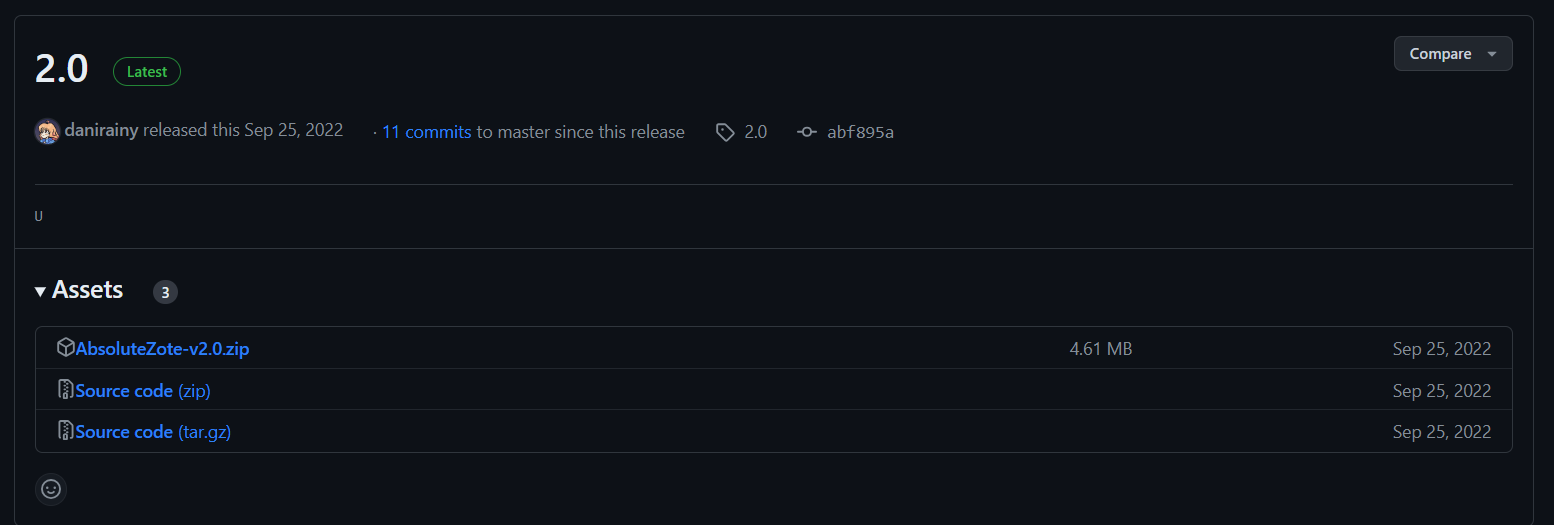 2.0 Latest Compare
danirainy released this Sep 25, 2022 · 11 commits to master since this release 2.0 abf895a
U
Assets 3
AbsoluteZote-v2.0.zip 4.61 MB Sep 25, 2022
Source code (zip) Sep 25, 2022
Source code (tar.gz) Sep 25, 2022